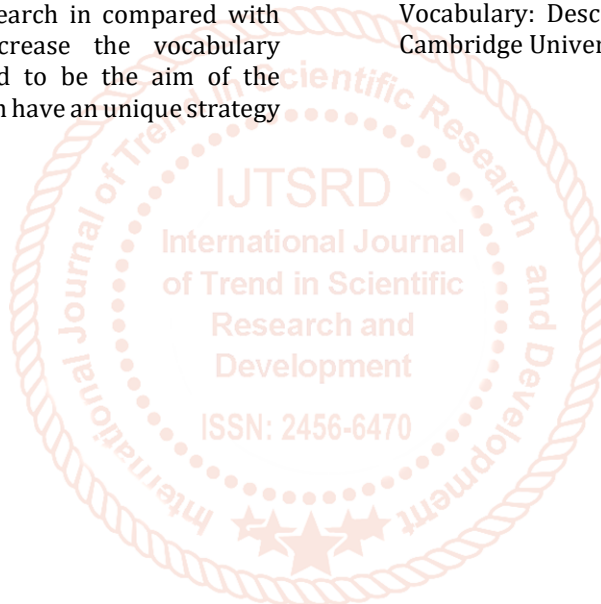 search in compared with
crease the vocabulary
d to be the aim of the
have an unique strategy
Vocabulary: Desc
Cambridge Univer
International Journal of Trend in Scientific Research and Development
IJTSRD
International Journal
of Trend in Scientific
Research and
Development
ISSN: 2456-6470